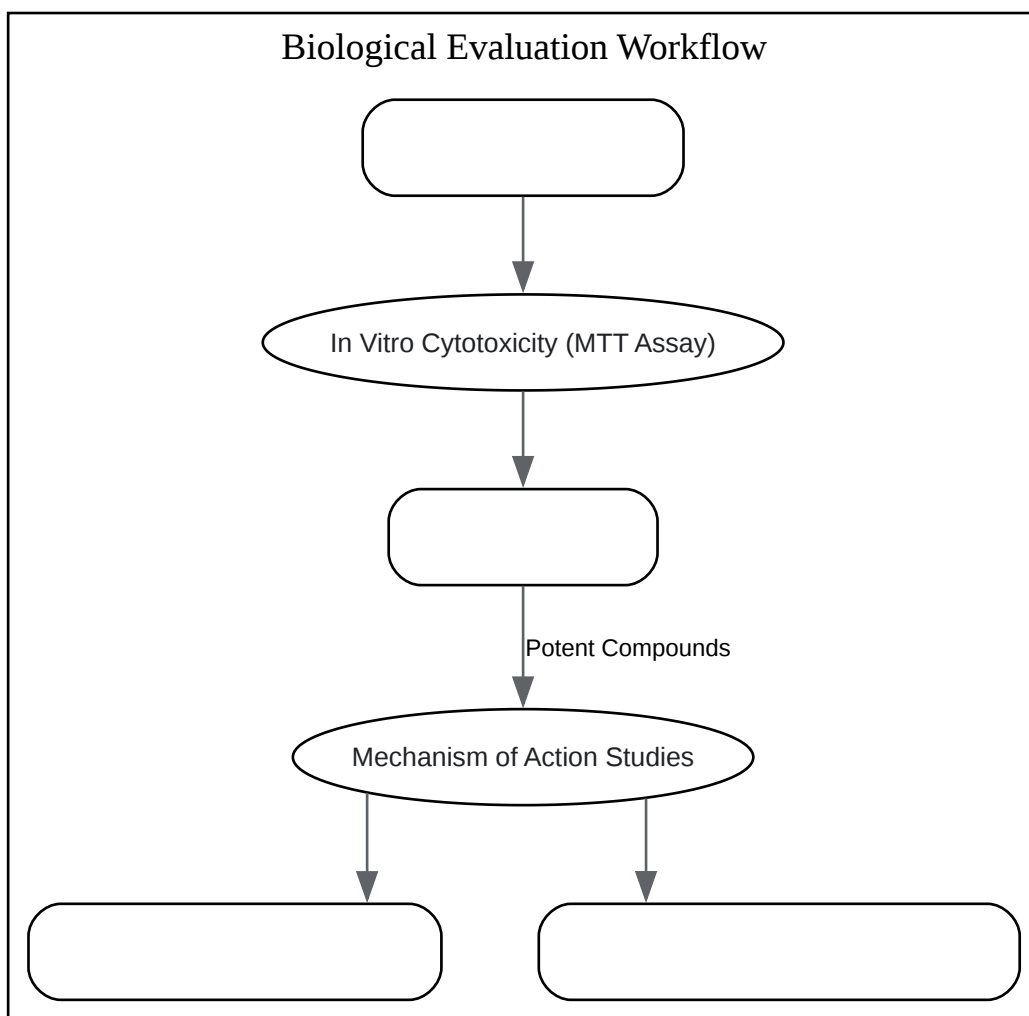 Biological Evaluation Workflow
In Vitro Cytotoxicity (MTT Assay)
Potent Compounds
Mechanism of Action Studies